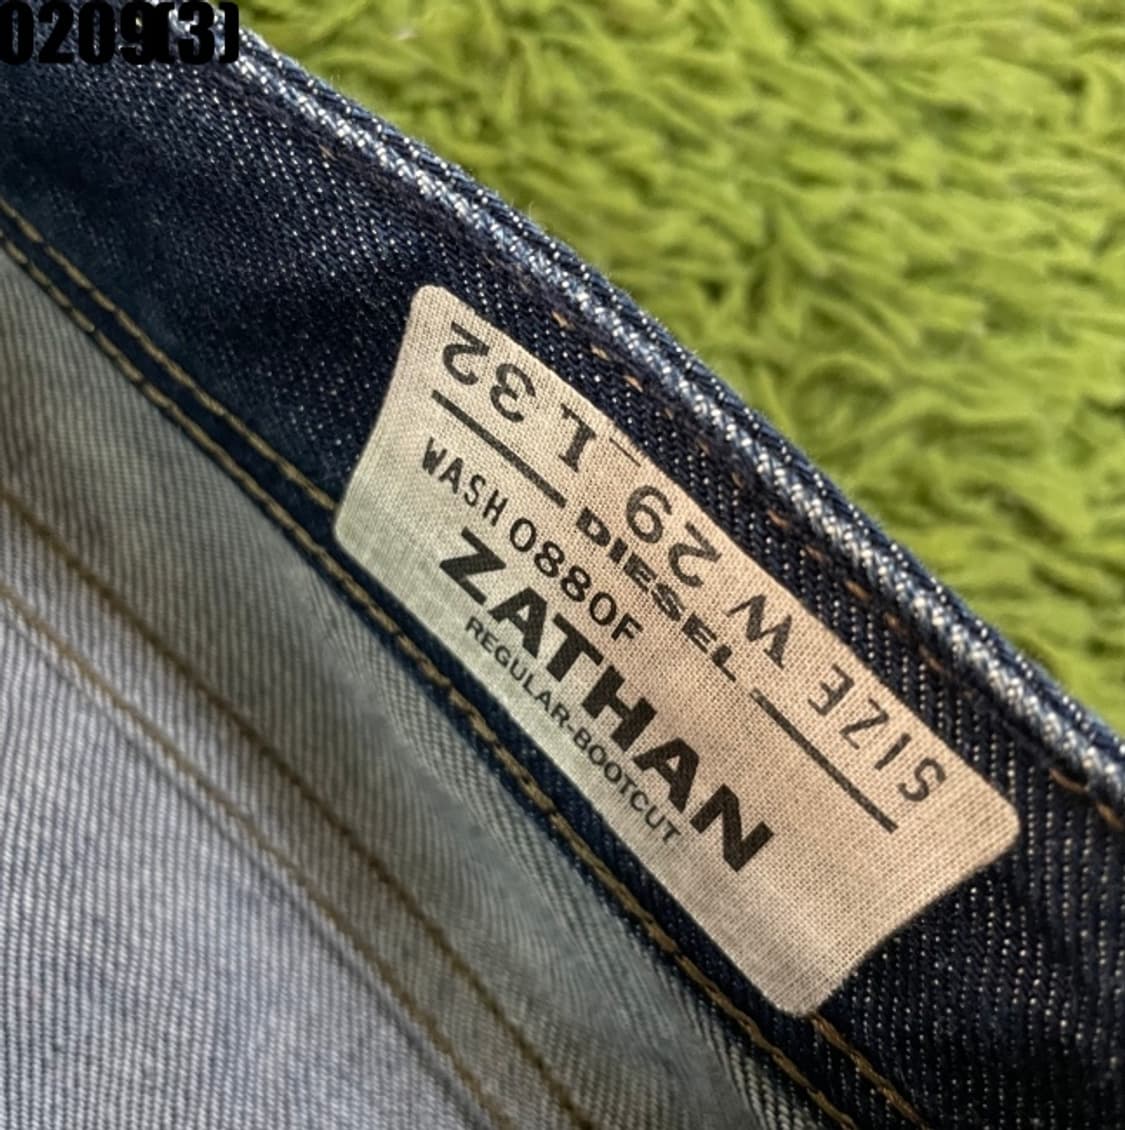 0209(3)
SIZE W 29 L 32
DIESEL
WASH 0880F
ZATHAN
REGULAR-BOOTCUT